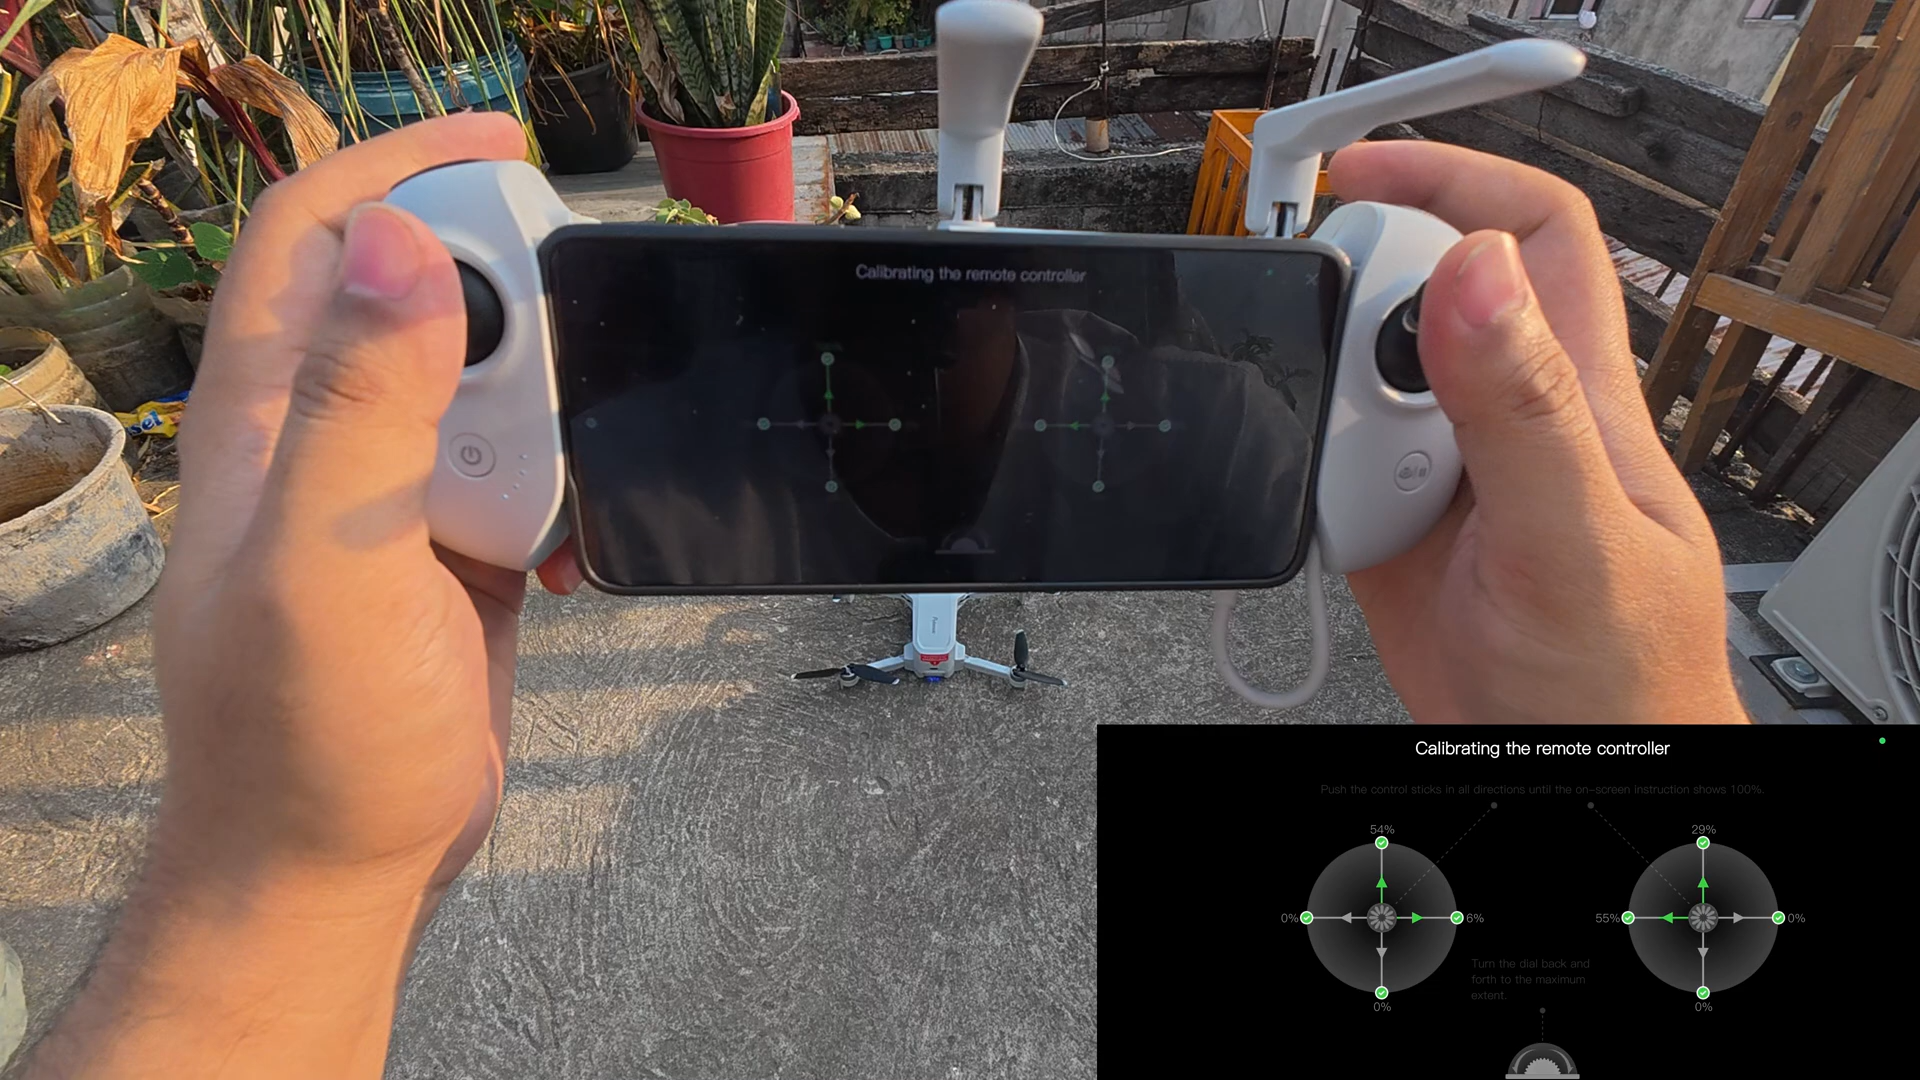 Calibrating the remote controller
Calibrating the remote controller
Push the control sticks in all directions until the on-screen instruction shows 100%.
54%
29%
0%
6%
55%
0%
Turn the dial back and
forth to the maximum
extent.
0%
0%